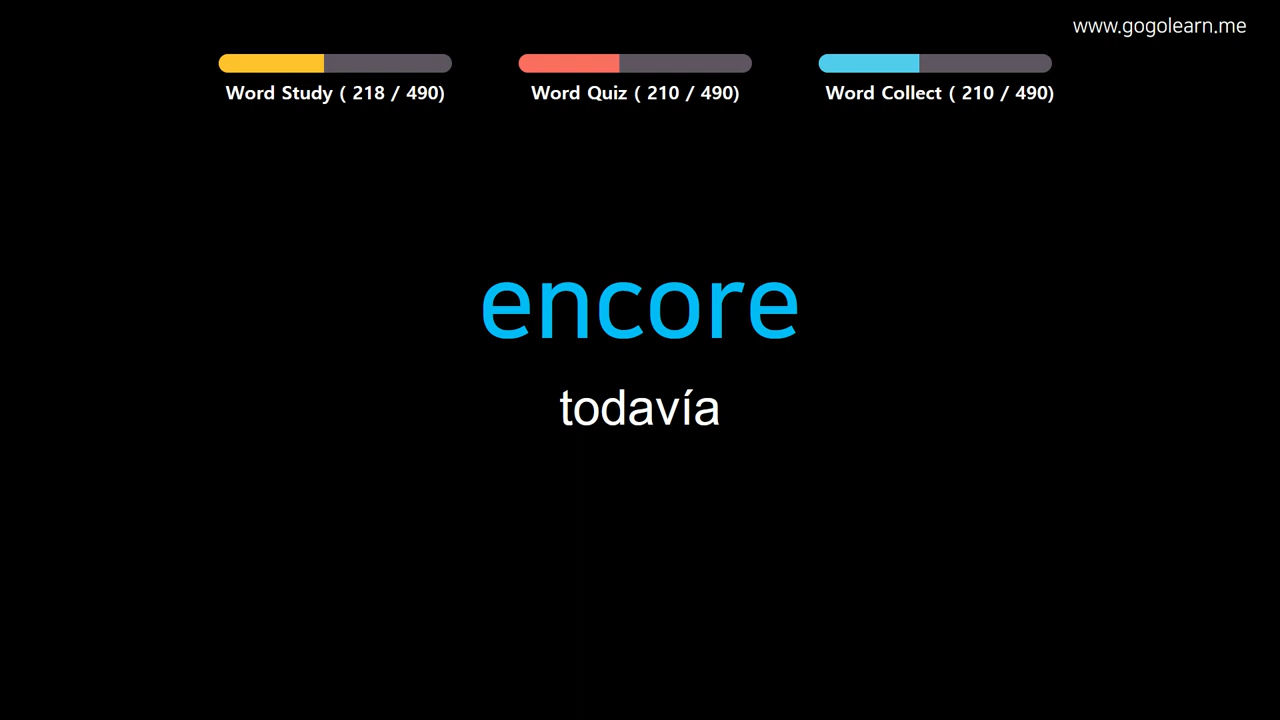 www.gogolearn.me
Word Study ( 218 / 490)
Word Quiz ( 210 / 490)
Word Collect ( 210 / 490)
encore
todavía